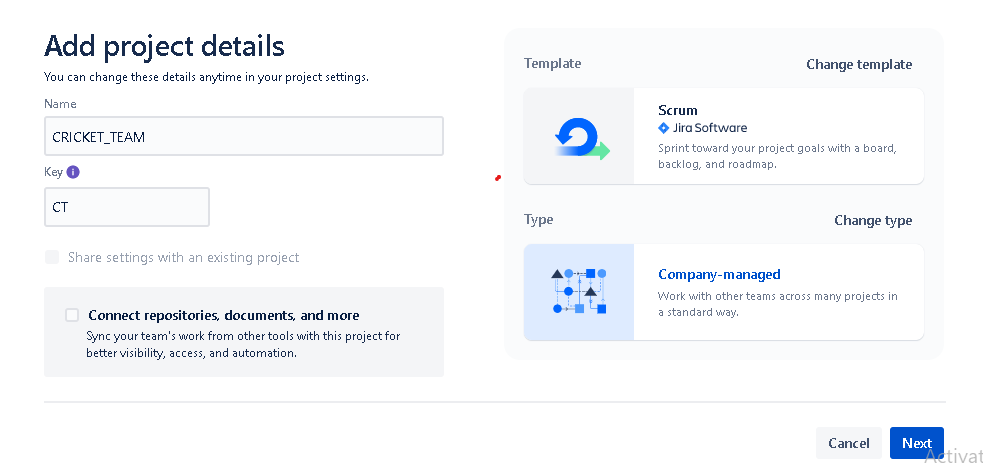 Add project details
You can change these details anytime in your project settings.
Name
CRICKET_TEAM
Key
CT
Share settings with an existing project
Connect repositories, documents, and more
Sync your team's work from other tools with this project for
better visibility, access, and automation.
Template
Change template
Scrum
Jira Software
Sprint toward your project goals with a board,
backlog, and roadmap.
Type
Change type
Company-managed
Work with other teams across many projects in
a standard way.
Cancel
Next
Activat